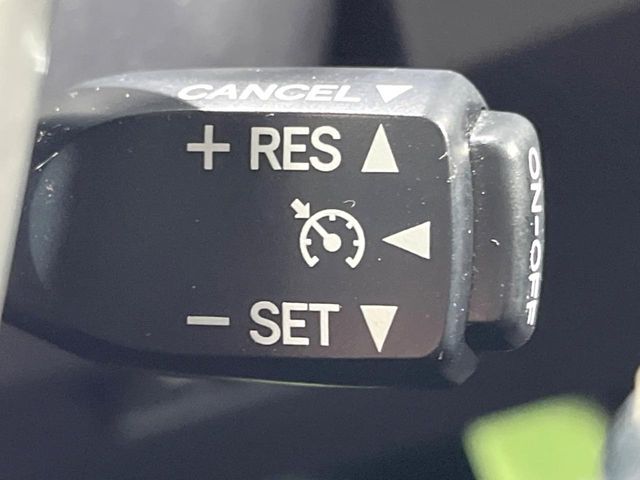 CANCEL ▼
+ RES ▲
◀
− SET ▼
ON-OFF